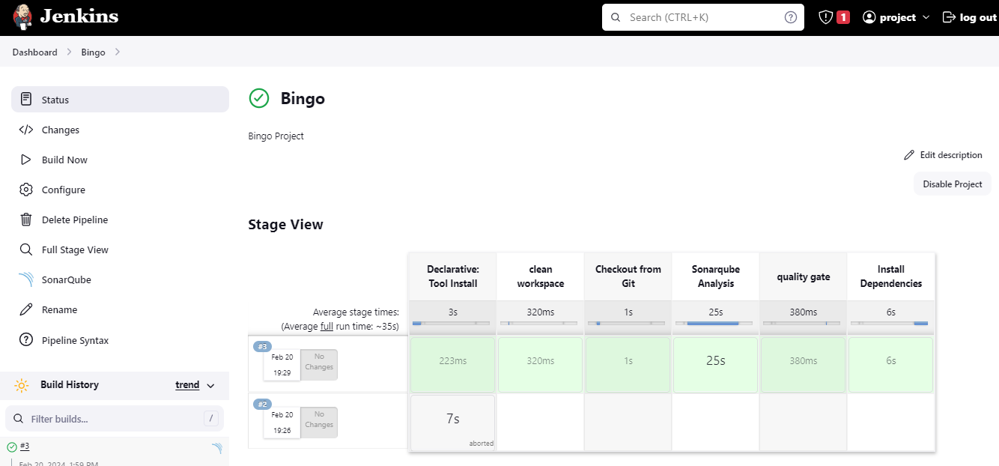 Jenkins
Search (CTRL+K)
1
project
log out
Dashboard
Bingo
Status
Changes
Build Now
Configure
Delete Pipeline
Full Stage View
SonarQube
Rename
Pipeline Syntax
Build History
trend
Filter builds...
/
#3
Feb 20, 2024, 1:59 PM
Bingo
Bingo Project
Edit description
Disable Project
Stage View
Declarative: Tool Install
clean workspace
Checkout from Git
Sonarqube Analysis
quality gate
Install Dependencies
Average stage times:
(Average full run time: ~35s)
3s
320ms
1s
25s
380ms
6s
#3
Feb 20
19:29
No Changes
223ms
320ms
1s
25s
380ms
6s
#2
Feb 20
19:26
No Changes
7s
aborted